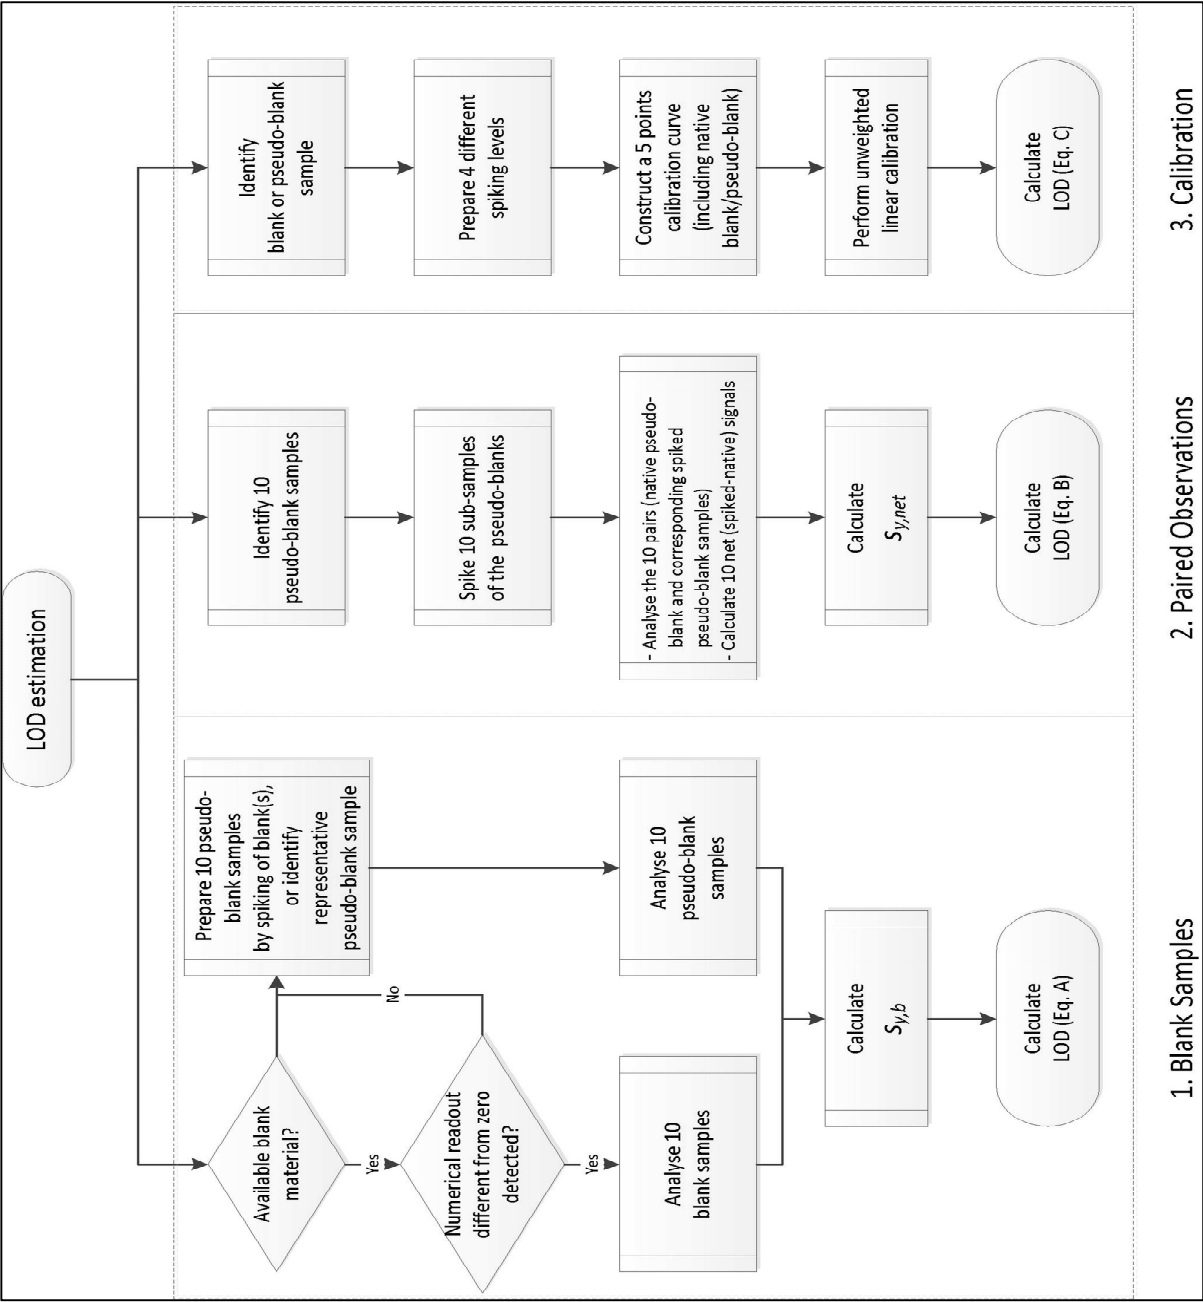 LOD estimation
Available blank
material?
Yes
No
Numerical readout
different from zero
detected?
Yes
Prepare 10 pseudo-
blank samples
by spiking of blank(s),
or identify
representative
pseudo-blank sample
Analyse 10
blank samples
Analyse 10
pseudo-blank
samples
Calculate
Sy,b
Calculate
LOD (Eq. A)
1. Blank Samples
Identify 10
pseudo-blank samples
Spike 10 sub-samples
of the pseudo-blanks
- Analyse the 10 pairs (native pseudo-
blank and corresponding spiked
pseudo-blank samples)
- Calculate 10 net (spiked-native) signals
Calculate
Sy,net
Calculate
LOD (Eq. B)
2. Paired Observations
Identify
blank or pseudo-blank
sample
Prepare 4 different
spiking levels
Construct a 5 points
calibration curve
(including native
blank/pseudo-blank)
Perform unweighted
linear calibration
Calculate
LOD (Eq. C)
3. Calibration